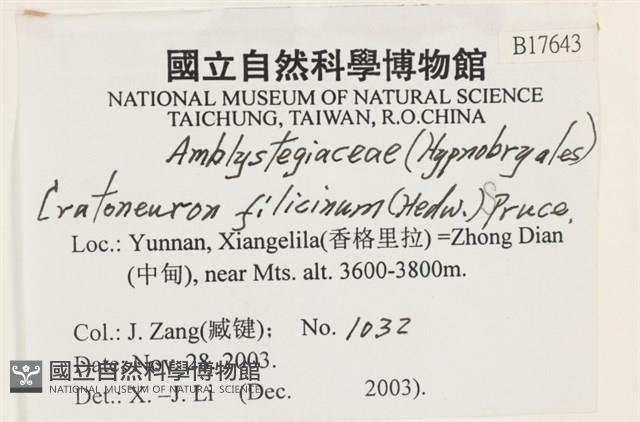 B17643
國立自然科學博物館
NATIONAL MUSEUM OF NATURAL SCIENCE
TAICHUNG, TAIWAN, R.O.CHINA
Amblystegiaceae (Hypnobryales)
Cratoneuron filicinum (Hedw.) Spruce.
Loc.: Yunnan, Xiangelila(香格里拉) =Zhong Dian
(中甸), near Mts. alt. 3600-3800m.
Col.: J. Zang(臧键); No. 1032
Date: Nov. 28, 2003.
國立自然科學博物館
NATIONAL MUSEUM OF NATURAL SCIENCE
Det.: X. –J. Li (Dec. 2003).